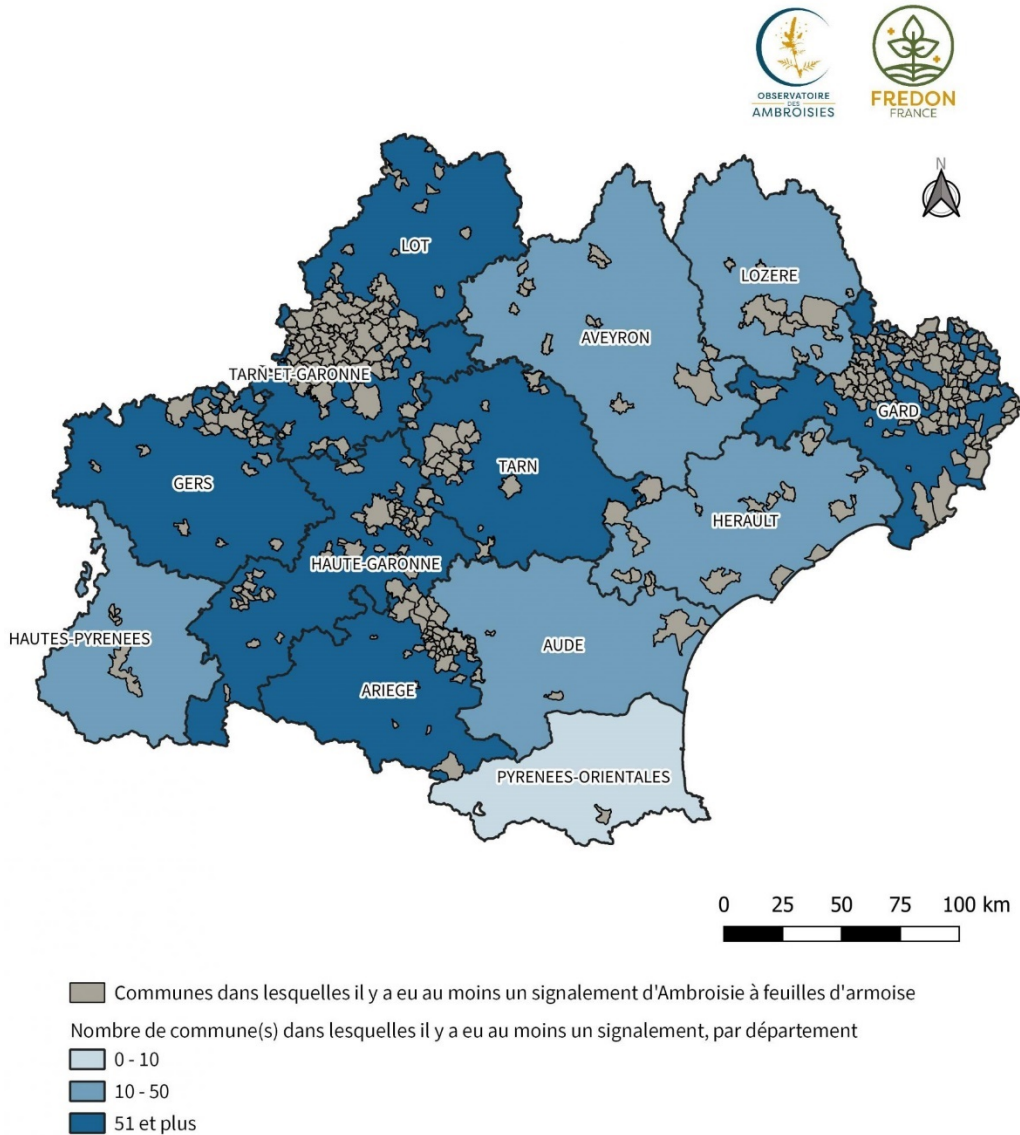 OBSERVATOIRE
DES
AMBROISIES
FREDON
FRANCE
N
LOT
LOZERE
AVEYRON
TARN-ET-GARONNE
GARD
GERS
TARN
HERAULT
HAUTE-GARONNE
HAUTES-PYRENEES
AUDE
ARIEGE
PYRENEES-ORIENTALES
0 25 50 75 100 km
Communes dans lesquelles il y a eu au moins un signalement d'Ambroisie à feuilles d'armoise
Nombre de commune(s) dans lesquelles il y a eu au moins un signalement, par département
0 - 10
10 - 50
51 et plus